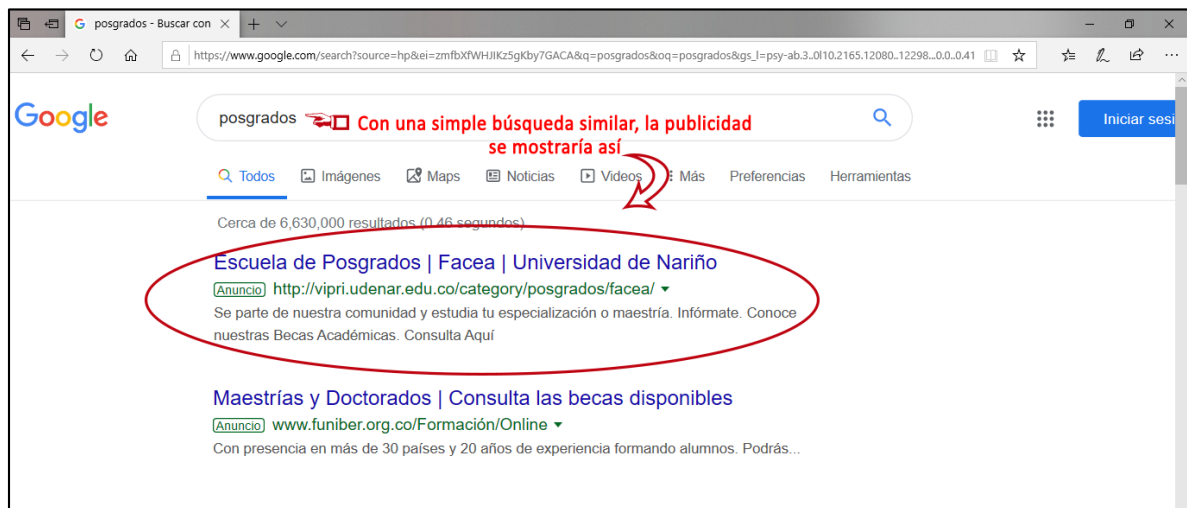 posgrados - Buscar con
https://www.google.com/search?source=hp&ei=zmfbXfWHJIKz5gKby7GACA&q=posgrados&oq=posgrados&gs_l=psy-ab.3..0l10.2165.12080..12298...0.0..0.41
Google
posgrados
Con una simple búsqueda similar, la publicidad
se mostraría así
Iniciar sesi
Todos Imágenes Maps Noticias Videos Más Preferencias Herramientas
Cerca de 6,630,000 resultados (0.46 segundos)
Escuela de Posgrados | Facea | Universidad de Nariño
Anuncio http://vipri.udenar.edu.co/category/posgrados/facea/
Se parte de nuestra comunidad y estudia tu especialización o maestría. Infórmate. Conoce
nuestras Becas Académicas. Consulta Aquí
Maestrías y Doctorados | Consulta las becas disponibles
Anuncio www.funiber.org.co/Formación/Online
Con presencia en más de 30 países y 20 años de experiencia formando alumnos. Podrás...